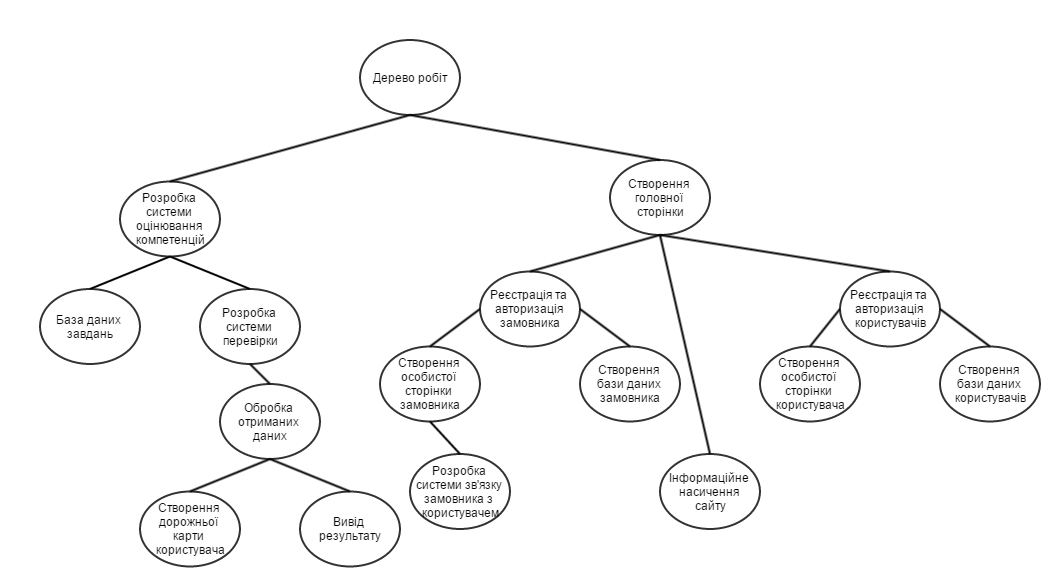 Дерево робіт
Розробка
системи
оцінювання
компетенцій
Створення
головної
сторінки
База даних
завдань
Розробка
системи
перевірки
Реєстрація та
авторизація
замовника
Реєстрація та
авторизація
користувачів
Створення
особистої
сторінки
замовника
Створення
бази даних
замовника
Створення
особистої
сторінки
користувача
Створення
бази даних
користувачів
Обробка
отриманих
даних
Розробка
системи зв'язку
замовника з
користувачем
Інформаційне
насичення
сайту
Створення
дорожньої
карти
користувача
Вивід
результату